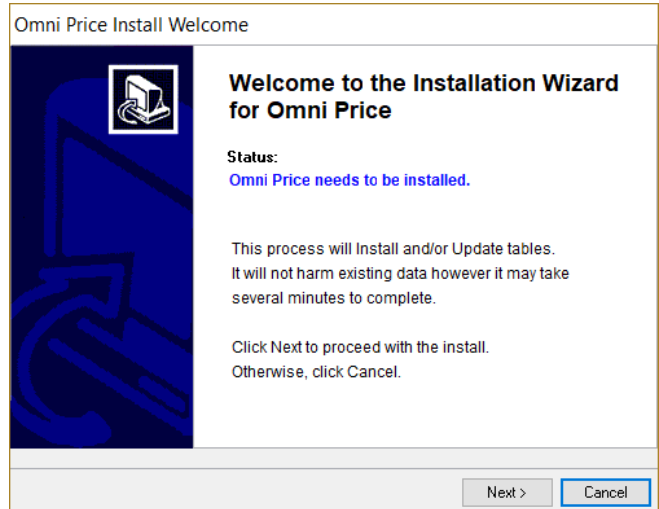 Omni Price Install Welcome
Welcome to the Installation Wizard
for Omni Price
Status:
Omni Price needs to be installed.
This process will Install and/or Update tables.
It will not harm existing data however it may take
several minutes to complete.
Click Next to proceed with the install.
Otherwise, click Cancel.
Next > Cancel